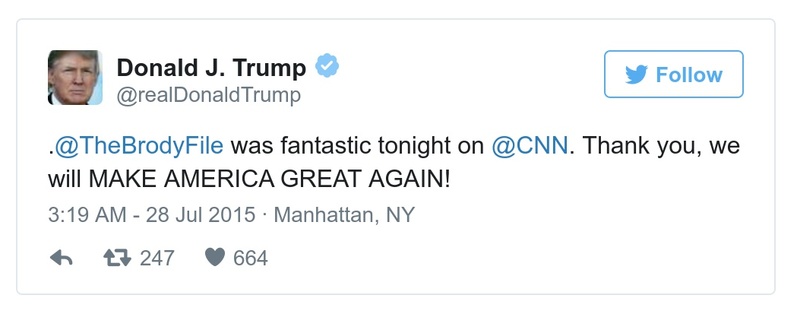 Donald J. Trump
@realDonaldTrump
Follow
.@TheBrodyFile was fantastic tonight on @CNN. Thank you, we
will MAKE AMERICA GREAT AGAIN!
3:19 AM - 28 Jul 2015 · Manhattan, NY
247 664